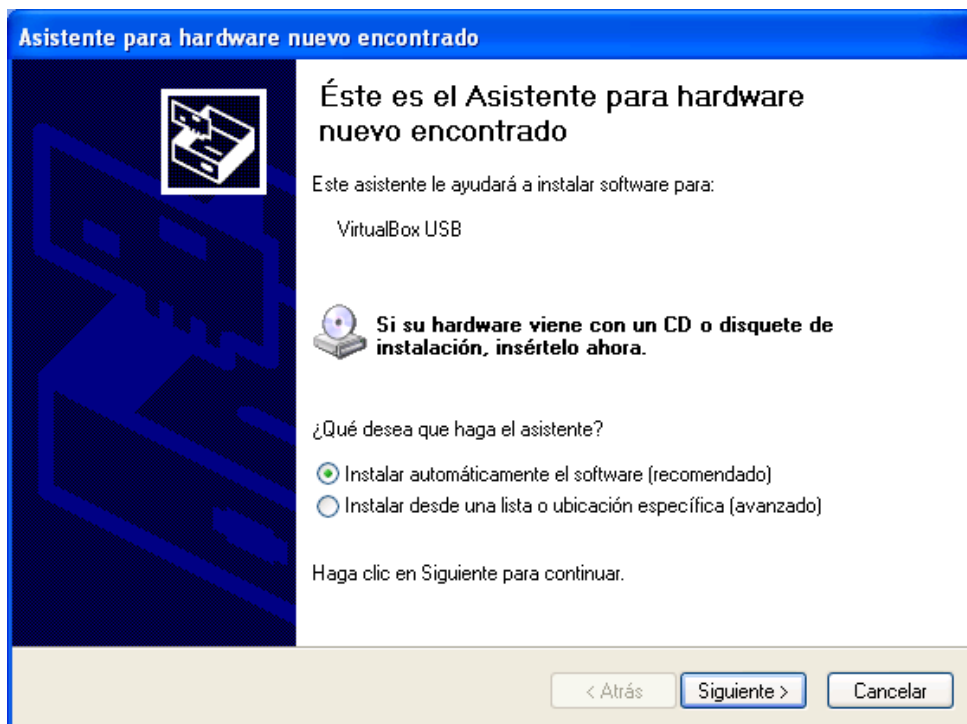 Asistente para hardware nuevo encontrado
Éste es el Asistente para hardware
nuevo encontrado
Este asistente le ayudará a instalar software para:
VirtualBox USB
Si su hardware viene con un CD o disquete de
instalación, insértelo ahora.
¿Qué desea que haga el asistente?
Instalar automáticamente el software (recomendado)
Instalar desde una lista o ubicación específica (avanzado)
Haga clic en Siguiente para continuar.
< Atrás Siguiente > Cancelar